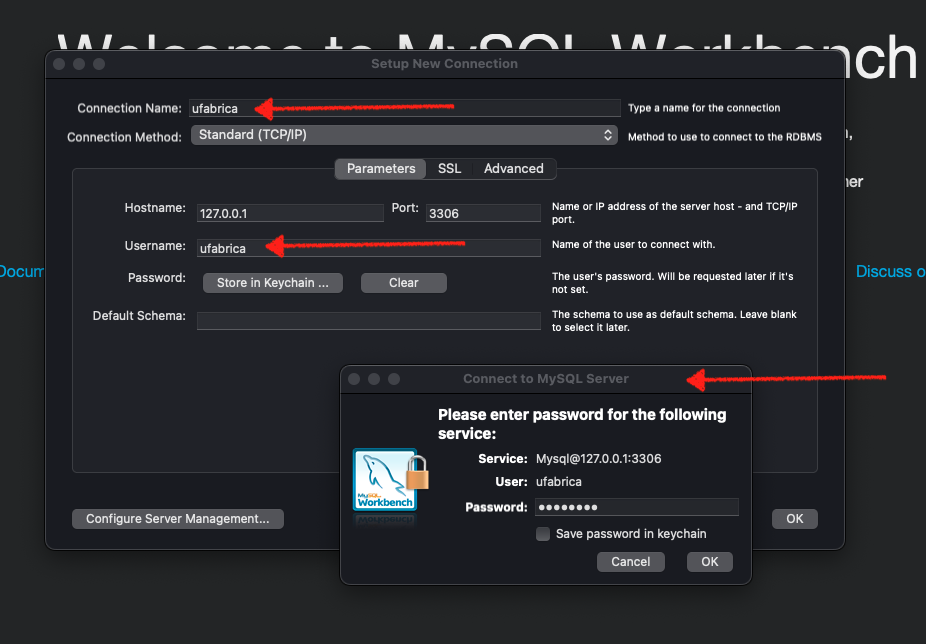 Welcome to MySQL Workbench
Setup New Connection
Connection Name: ufabrica Type a name for the connection
Connection Method: Standard (TCP/IP) Method to use to connect to the RDBMS
Parameters SSL Advanced
Hostname: 127.0.0.1 Port: 3306 Name or IP address of the server host - and TCP/IP
port.
Username: ufabrica Name of the user to connect with.
Password: Store in Keychain ... Clear The user's password. Will be requested later if it's
not set.
Docum
Discuss o
Default Schema: The schema to use as default schema. Leave blank
to select it later.
Connect to MySQL Server
Please enter password for the following
service:
Service: Mysql@127.0.0.1:3306
User: ufabrica
Password: ●●●●●●●●
MySQL
Workbench
Save password in keychain
Configure Server Management... OK
Cancel OK